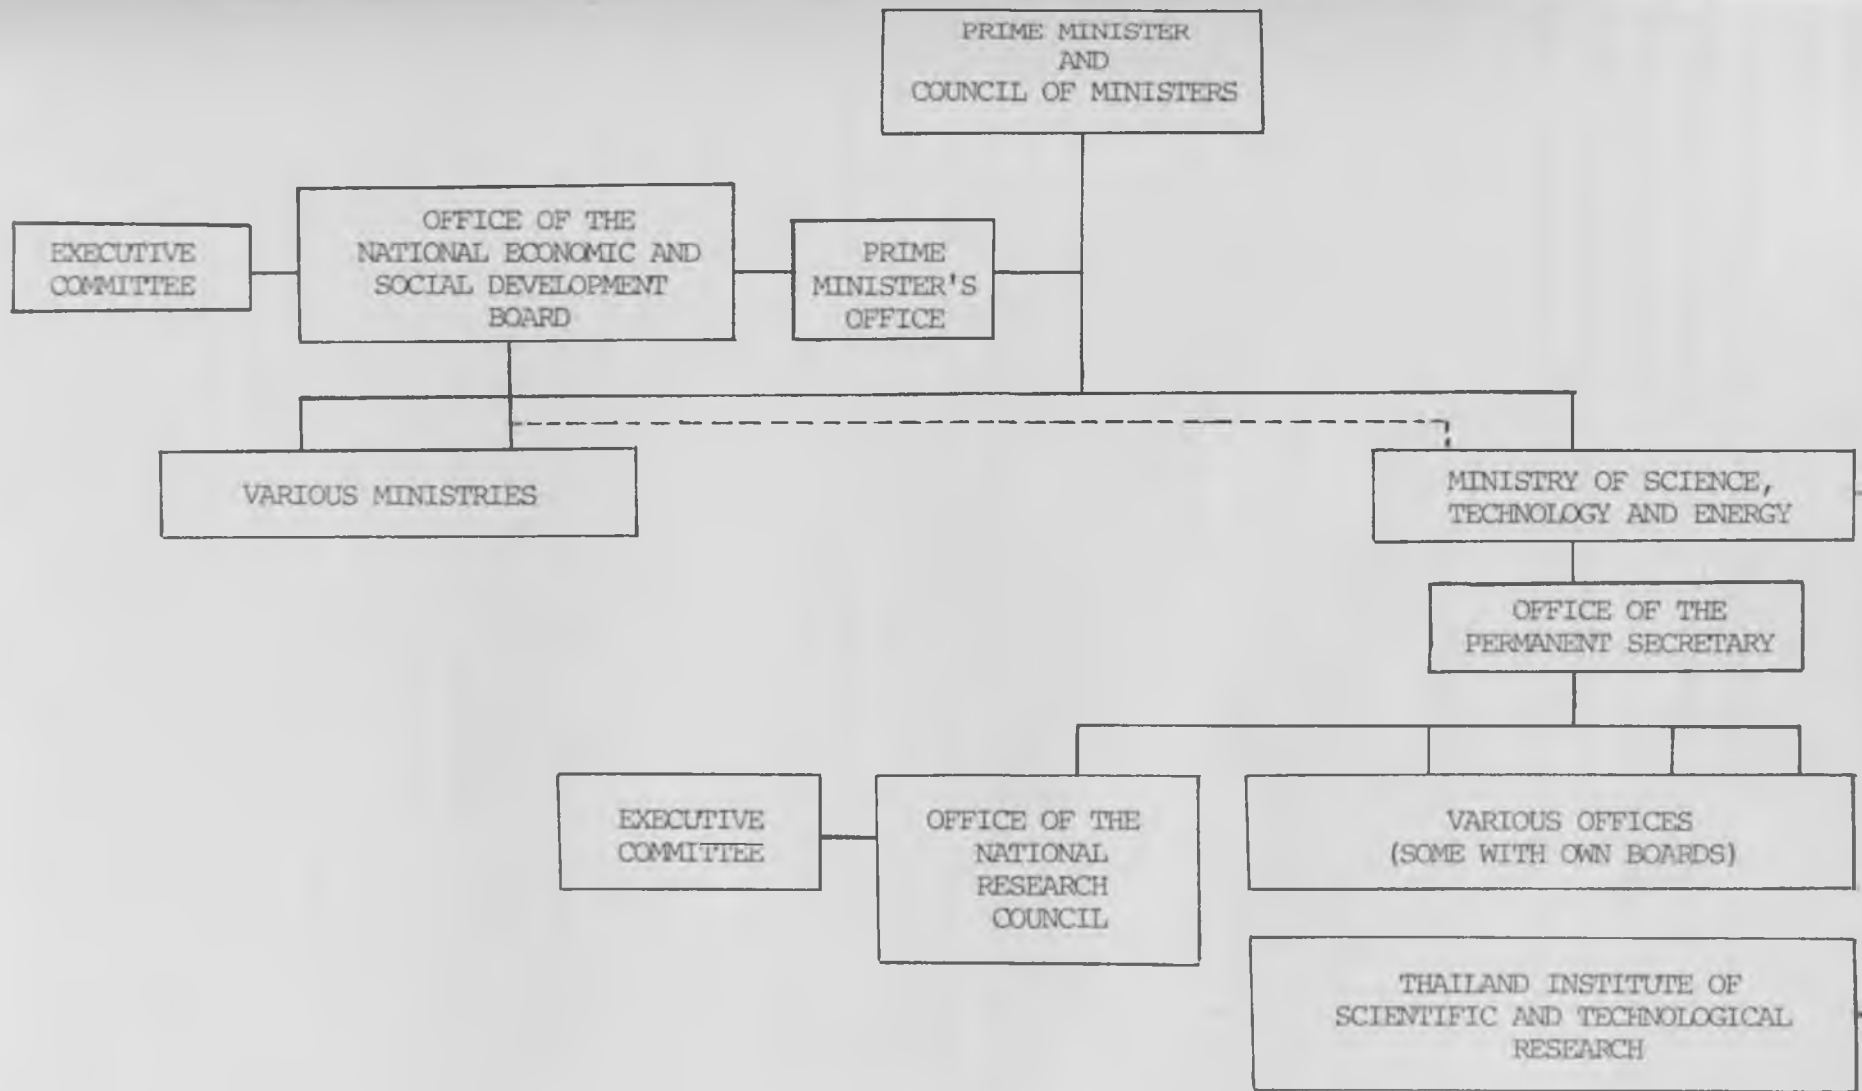 PRIME MINISTER
AND
COUNCIL OF MINISTERS
EXECUTIVE
COMMITTEE
OFFICE OF THE
NATIONAL ECONOMIC AND
SOCIAL DEVELOPMENT
BOARD
PRIME
MINISTER'S
OFFICE
VARIOUS MINISTRIES
MINISTRY OF SCIENCE,
TECHNOLOGY AND ENERGY
OFFICE OF THE
PERMANENT SECRETARY
EXECUTIVE
COMMITTEE
OFFICE OF THE
NATIONAL
RESEARCH
COUNCIL
VARIOUS OFFICES
(SOME WITH OWN BOARDS)
THAILAND INSTITUTE OF
SCIENTIFIC AND TECHNOLOGICAL
RESEARCH